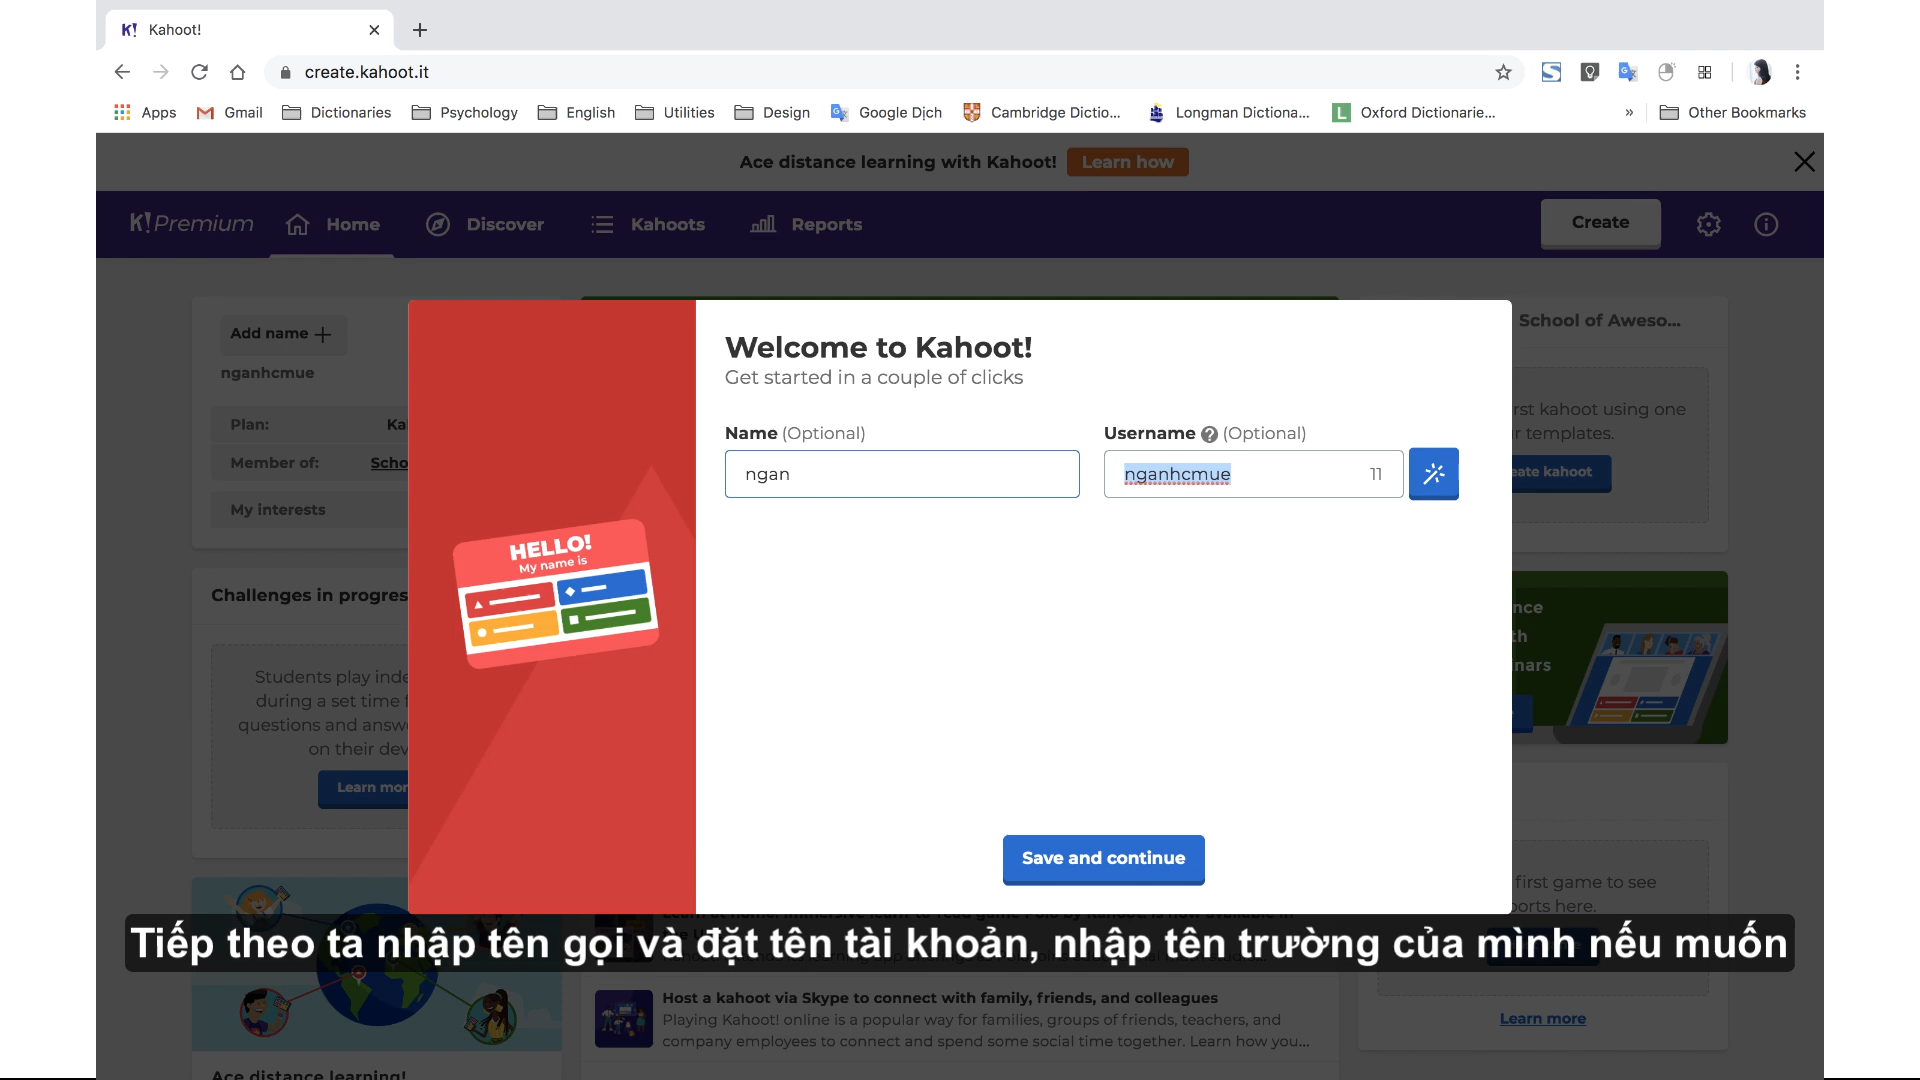 K! Kahoot!
create.kahoot.it
Apps Gmail Dictionaries Psychology English Utilities Design Google Dịch Cambridge Dictio... Longman Dictiona... Oxford Dictionarie... » Other Bookmarks
Ace distance learning with Kahoot! Learn how
K! Premium Home Discover Kahoots Reports Create
Add name
nganhcmue
Plan: Ka
Member of: Scho
My interests
Challenges in progres
Students play inde
during a set time
questions and answ
on their dev
Learn mor
HELLO!
My name is
Welcome to Kahoot!
Get started in a couple of clicks
Name (Optional) Username (Optional)
ngan nganhcmue 11
Save and continue
School of Aweso...
rst kahoot using one
r templates.
eate kahoot
nce
th
nars
first game to see
orts here.
Tiếp theo ta nhập tên gọi và đặt tên tài khoản, nhập tên trường của mình nếu muốn
Host a kahoot via Skype to connect with family, friends, and colleagues
Playing Kahoot! online is a popular way for families, groups of friends, teachers, and
company employees to connect and spend some social time together. Learn how you...
Learn more
Ace distance learning!